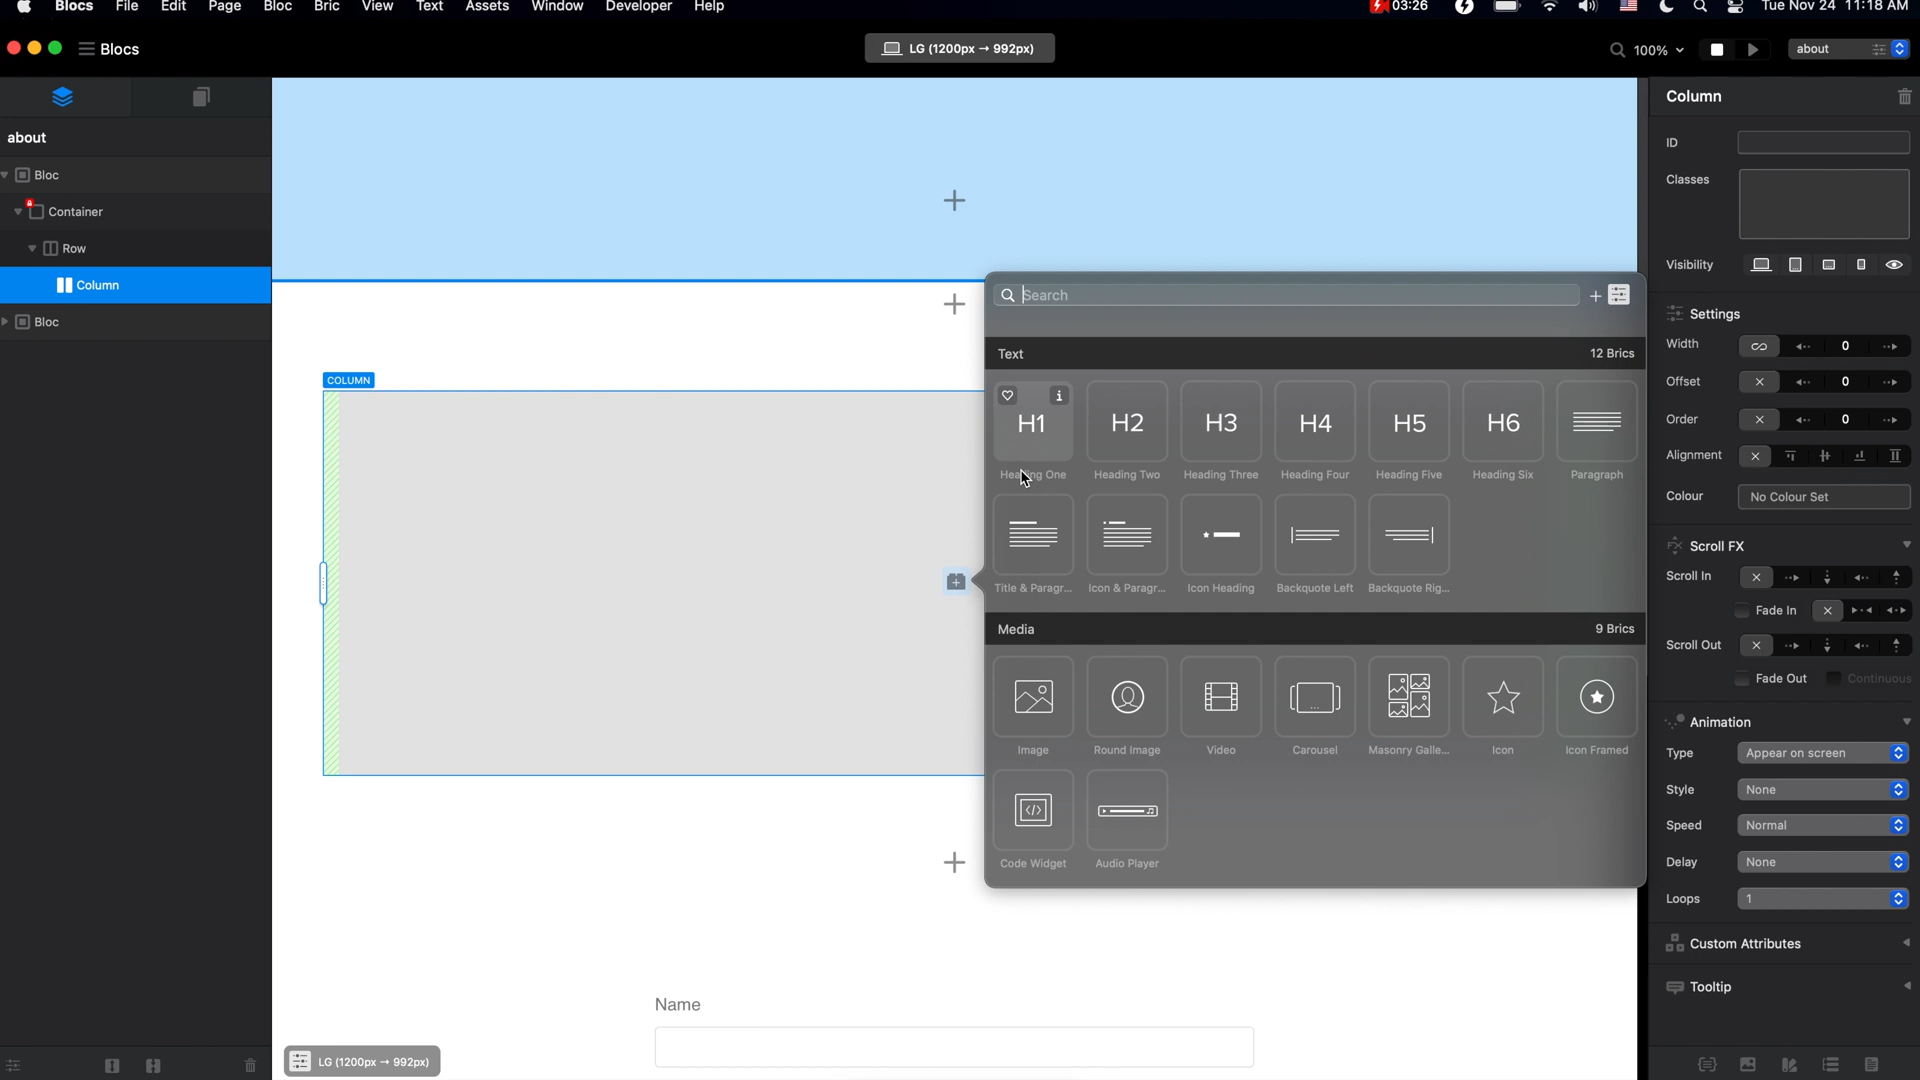 Blocs File Edit Page Bloc Bric View Text Assets Window Developer Help 03:26 Tue Nov 24 11:18 AM
Blocs LG (1200px → 992px) 100% about
about
Bloc
Container
Row
Column
Bloc
COLUMN
Search
Text 12 Brics
H1 H2 H3 H4 H5 H6
Heading One Heading Two Heading Three Heading Four Heading Five Heading Six Paragraph
Title & Paragr... Icon & Paragr... Icon Heading Backquote Left Backquote Rig...
Media 9 Brics
Image Round Image Video Carousel Masonry Galle... Icon Icon Framed
Code Widget Audio Player
Name
LG (1200px → 992px)
Column
ID
Classes
Visibility
Settings
Width 0
Offset 0
Order 0
Alignment
Colour No Colour Set
Scroll FX
Scroll In
Fade In
Scroll Out
Fade Out Continuous
Animation
Type Appear on screen
Style None
Speed Normal
Delay None
Loops 1
Custom Attributes
Tooltip